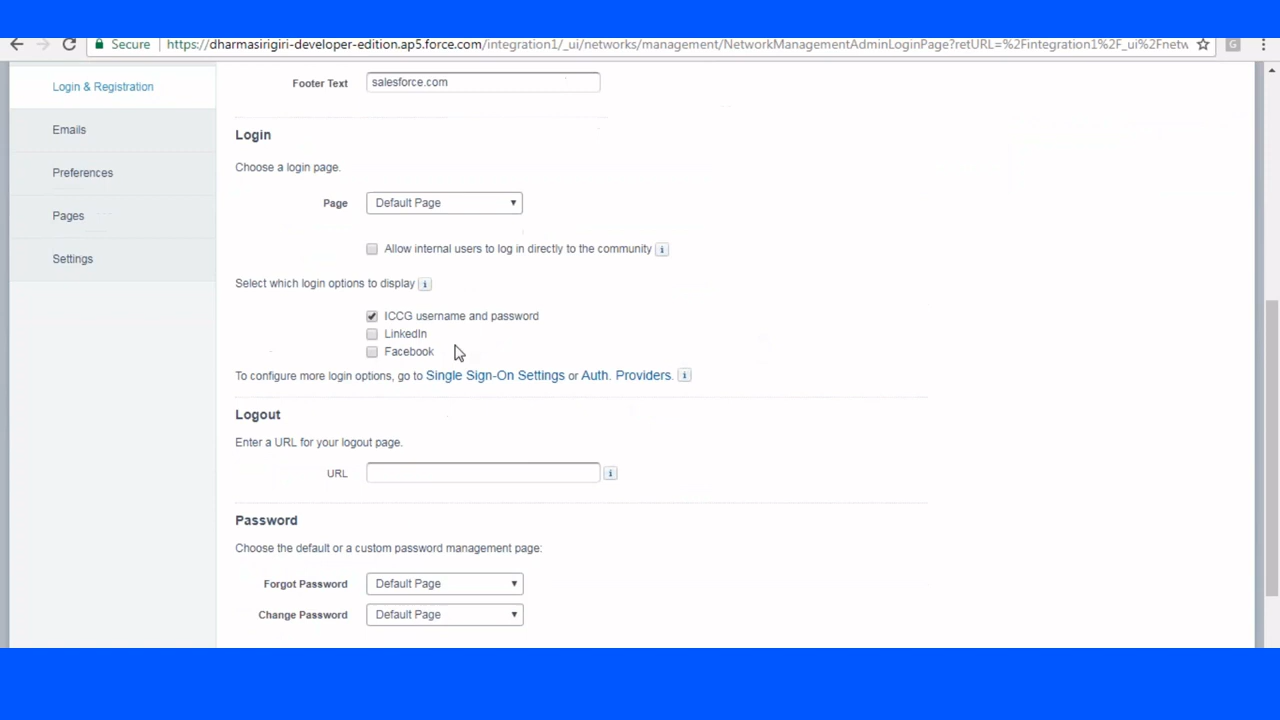 Secure https://dharmasirigiri-developer-edition.ap5.force.com/integration1/_ui/networks/management/NetworkManagementAdminLoginPage?retURL=%2Fintegration1%2F_ui%2Fnetw
Login & Registration
Emails
Preferences
Pages
Settings
Footer Text salesforce.com
Login
Choose a login page.
Page Default Page
Allow internal users to log in directly to the community
Select which login options to display
ICCG username and password
LinkedIn
Facebook
To configure more login options, go to Single Sign-On Settings or Auth. Providers.
Logout
Enter a URL for your logout page.
URL
Password
Choose the default or a custom password management page:
Forgot Password Default Page
Change Password Default Page